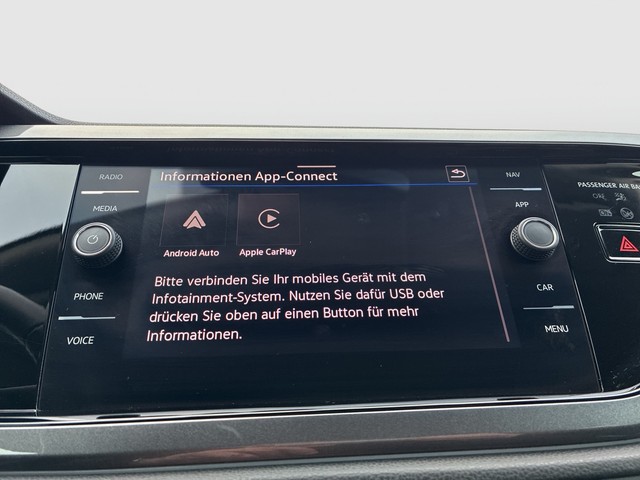 RADIO
MEDIA
PHONE
VOICE
Informationen App-Connect
Android Auto
Apple CarPlay
Bitte verbinden Sie Ihr mobiles Gerät mit dem
Infotainment-System. Nutzen Sie dafür USB oder
drücken Sie oben auf einen Button für mehr
Informationen.
NAV
APP
CAR
MENU
PASSENGER AIR BA